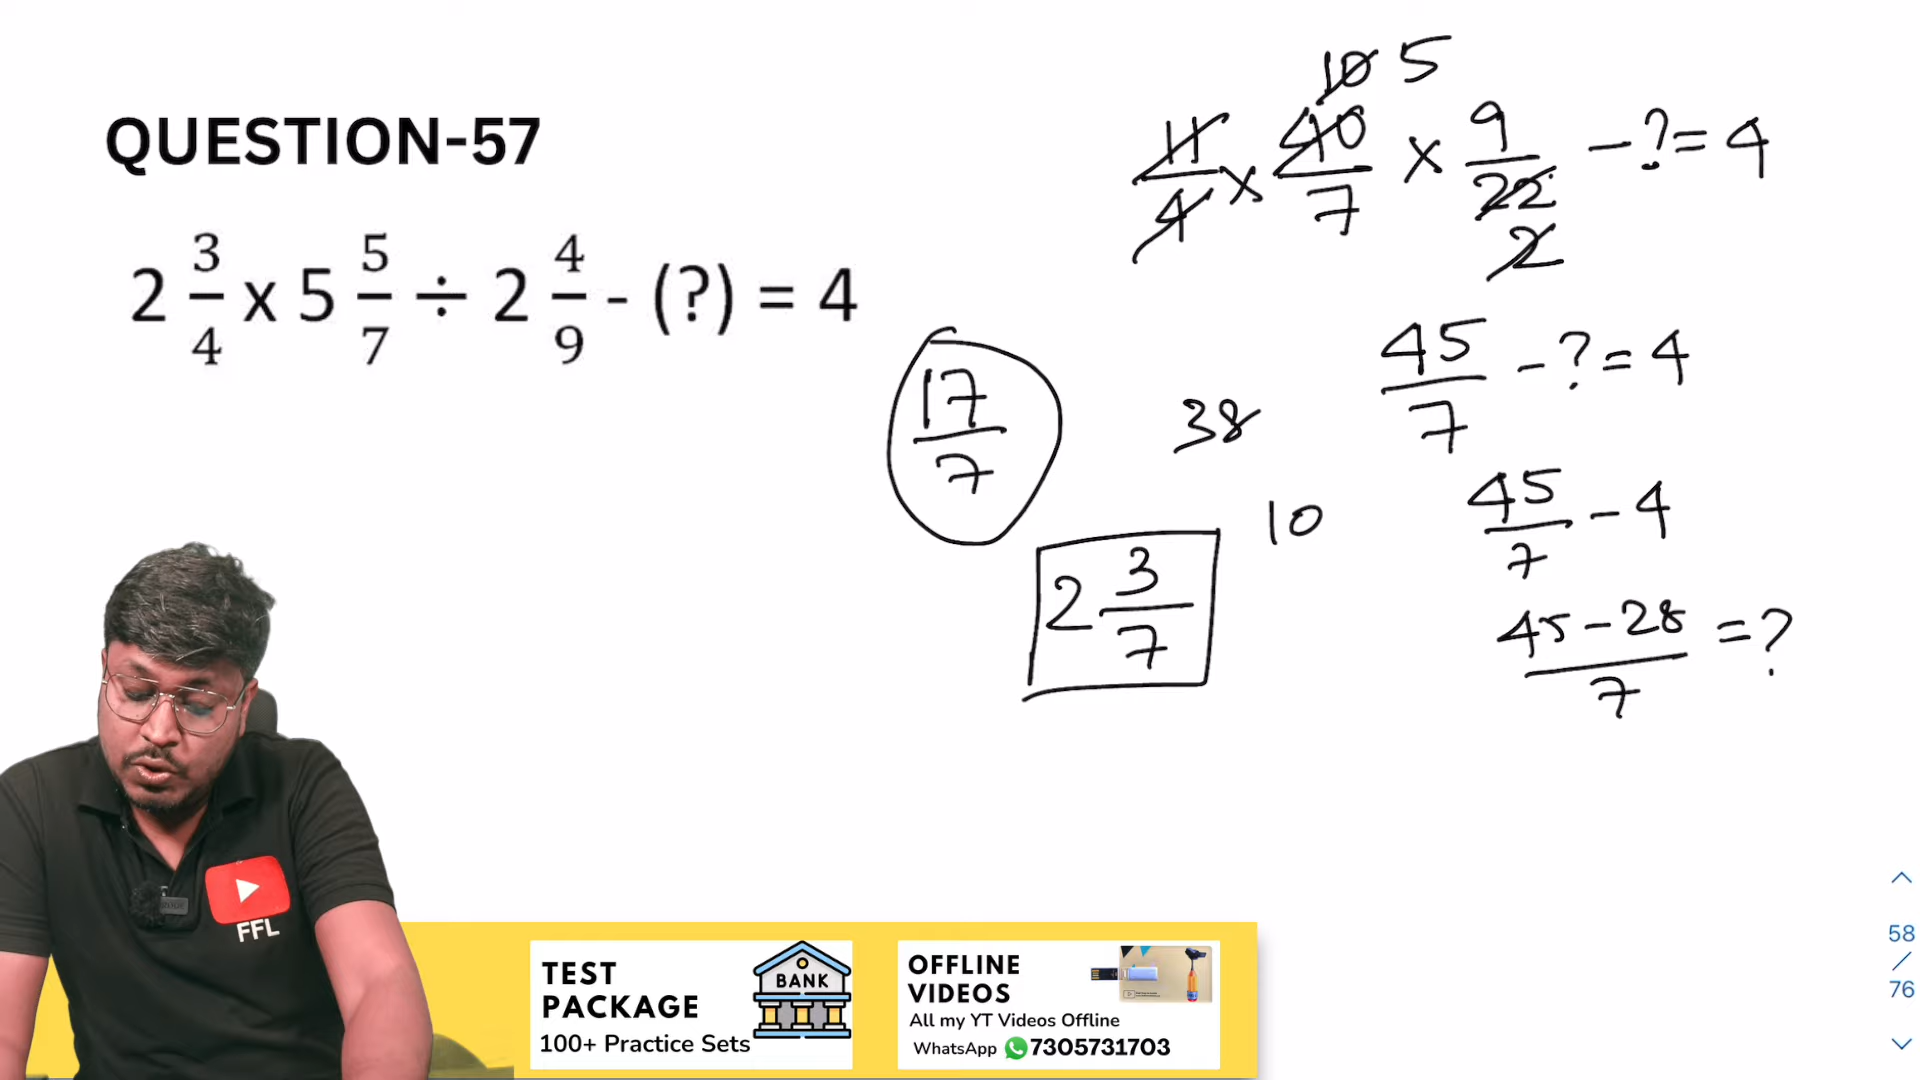 QUESTION-57
2 3/4 x 5 5/7 ÷ 2 4/9 - (?) = 4
10 5
11/4 × 40/7 × 9/22 - ? = 4
2
45/7 - ? = 4
17/7
38
45/7 - 4
10
2 3/7
45 - 28/7 = ?
FFL
TEST
PACKAGE
100+ Practice Sets
BANK
OFFLINE
VIDEOS
All my YT Videos Offline
WhatsApp 7305731703
58
/
76